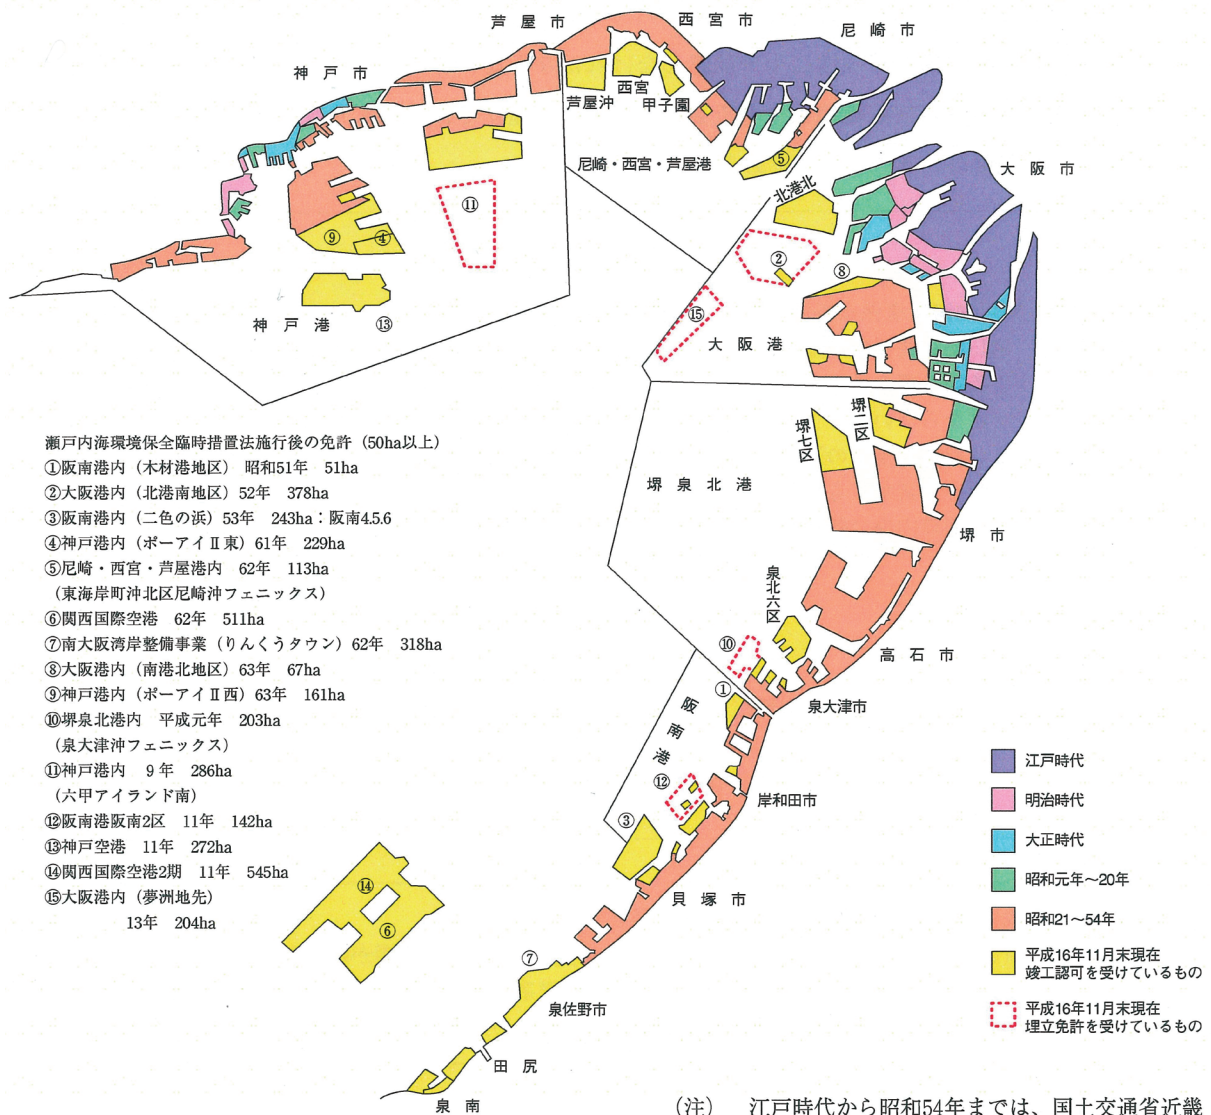 芦屋市
西宮市
尼崎市
神戸市
芦屋沖
西宮
甲子園
尼崎・西宮・芦屋港
⑤
北港北
大阪市
⑪
⑨
④
②
⑧
⑮
神戸港
⑬
大阪港
瀬戸内海環境保全臨時措置法施行後の免許（50ha以上）
①阪南港内（木材港地区） 昭和51年 51ha
②大阪港内（北港南地区）52年 378ha
③阪南港内（二色の浜）53年 243ha：阪南4.5.6
④神戸港内（ポーアイⅡ東）61年 229ha
⑤尼崎・西宮・芦屋港内 62年 113ha
（東海岸町沖北区尼崎沖フェニックス）
⑥関西国際空港 62年 511ha
⑦南大阪湾岸整備事業（りんくうタウン）62年 318ha
⑧大阪港内（南港北地区）63年 67ha
⑨神戸港内（ポーアイⅡ西）63年 161ha
⑩堺泉北港内 平成元年 203ha
（泉大津沖フェニックス）
⑪神戸港内 9年 286ha
（六甲アイランド南）
⑫阪南港阪南2区 11年 142ha
⑬神戸空港 11年 272ha
⑭関西国際空港2期 11年 545ha
⑮大阪港内（夢洲地先）
13年 204ha
堺七区
堺二区
堺泉北港
堺市
泉北六区
⑩
高石市
①
泉大津市
阪南港
⑫
岸和田市
③
貝塚市
⑭
⑥
⑦
泉佐野市
田尻
泉南
江戸時代
明治時代
大正時代
昭和元年～20年
昭和21～54年
平成16年11月末現在
竣工認可を受けているもの
平成16年11月末現在
埋立免許を受けているもの
（注） 江戸時代から昭和54年までは、国土交通省近畿